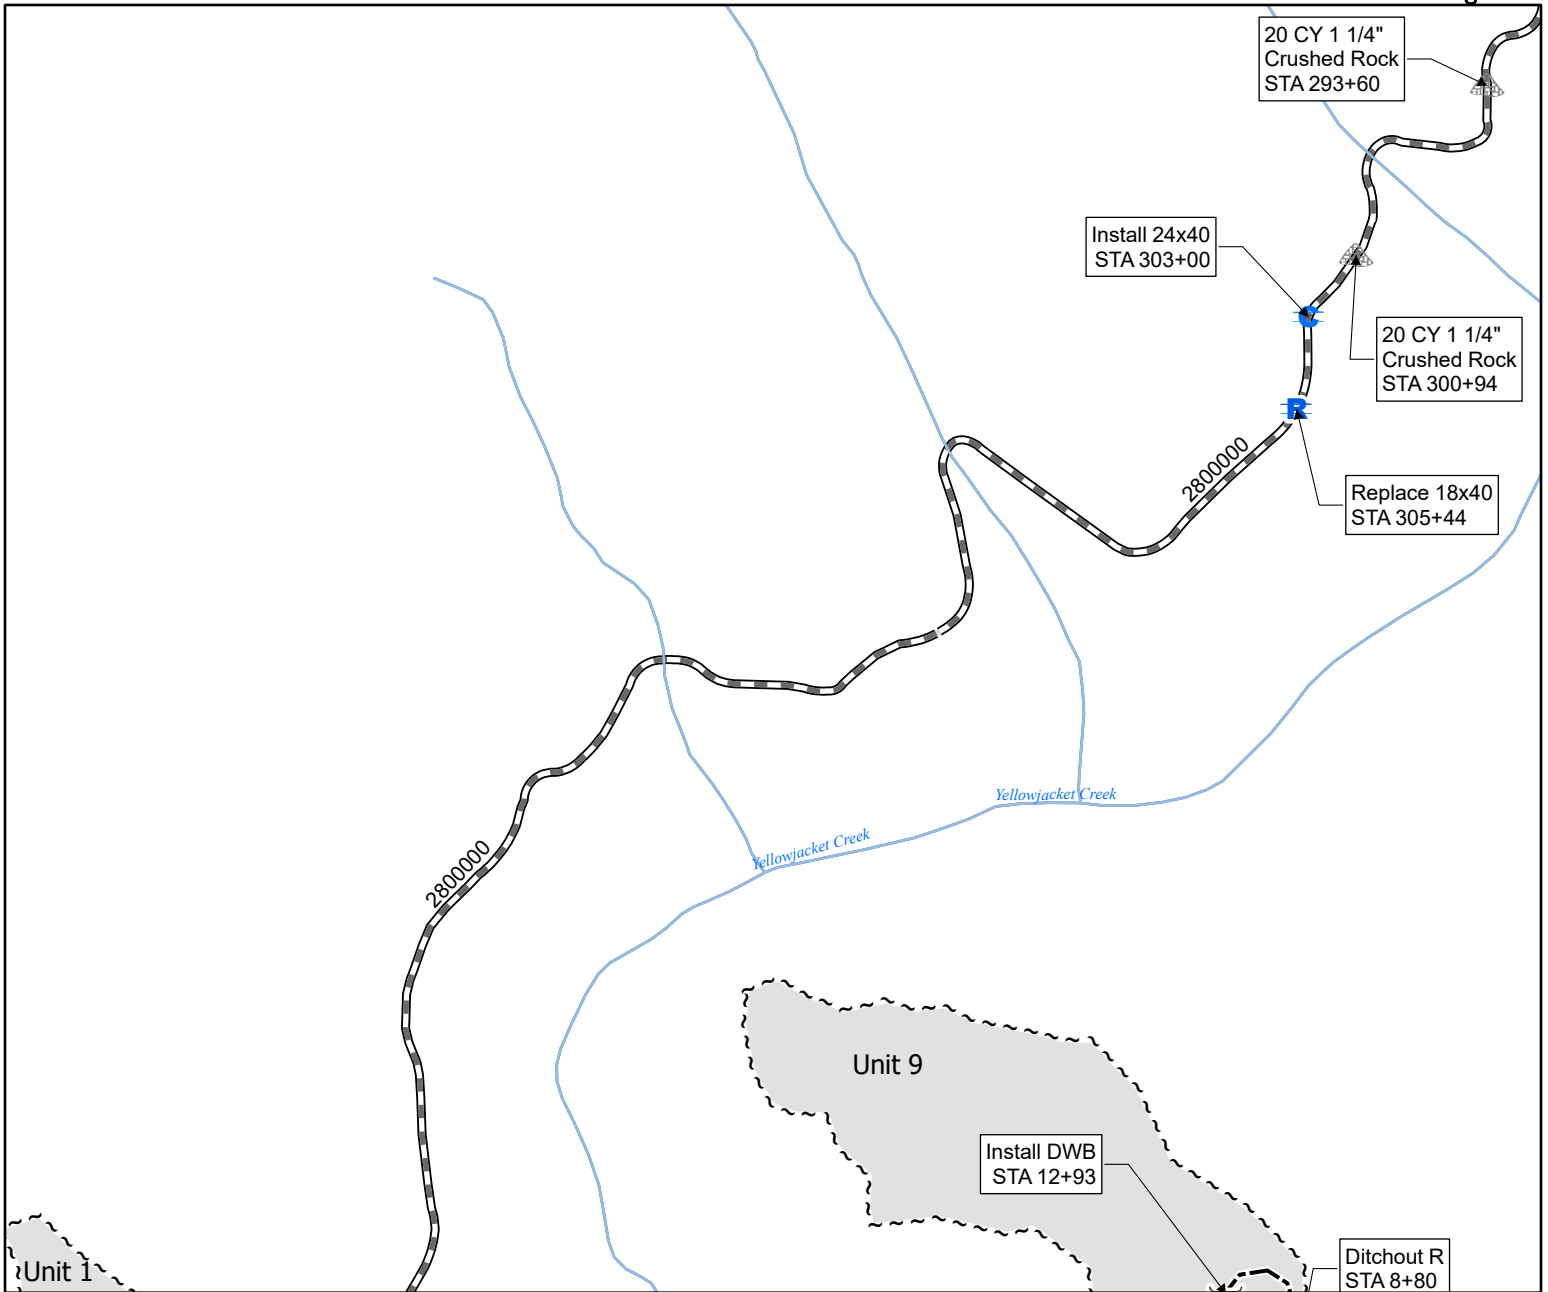 20 CY 1 1/4"
Crushed Rock
STA 293+60
Install 24x40
STA 303+00
C
20 CY 1 1/4"
Crushed Rock
STA 300+94
R
2800000
Replace 18x40
STA 305+44
Yellowjacket Creek
Yellowjacket Creek
2800000
Unit 9
Install DWB
STA 12+93
Unit 1
Ditchout R
STA 8+80